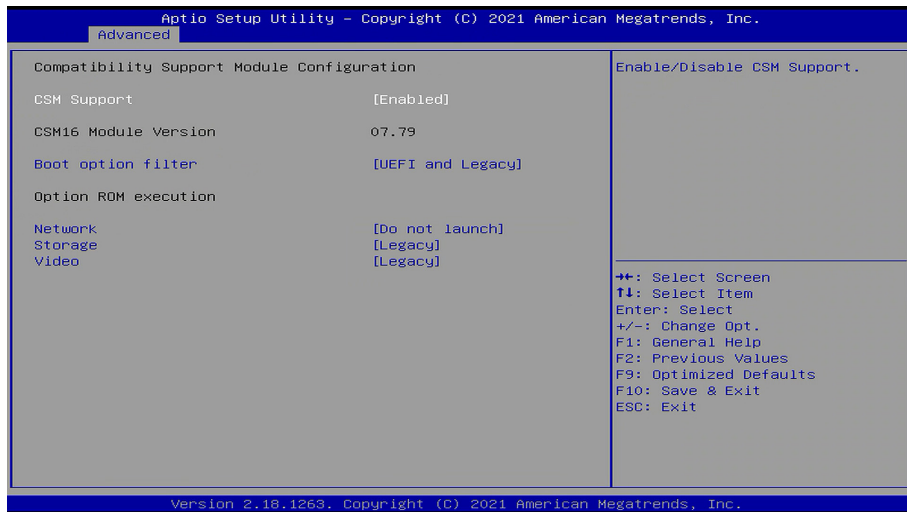 Aptio Setup Utility – Copyright (C) 2021 American Megatrends, Inc.
Advanced
Compatibility Support Module Configuration
CSM Support [Enabled]
CSM16 Module Version 07.79
Boot option filter [UEFI and Legacy]
Option ROM execution
Network [Do not launch]
Storage [Legacy]
Video [Legacy]
Enable/Disable CSM Support.
→←: Select Screen
↑↓: Select Item
Enter: Select
+/-: Change Opt.
F1: General Help
F2: Previous Values
F9: Optimized Defaults
F10: Save & Exit
ESC: Exit
Version 2.18.1263. Copyright (C) 2021 American Megatrends, Inc.